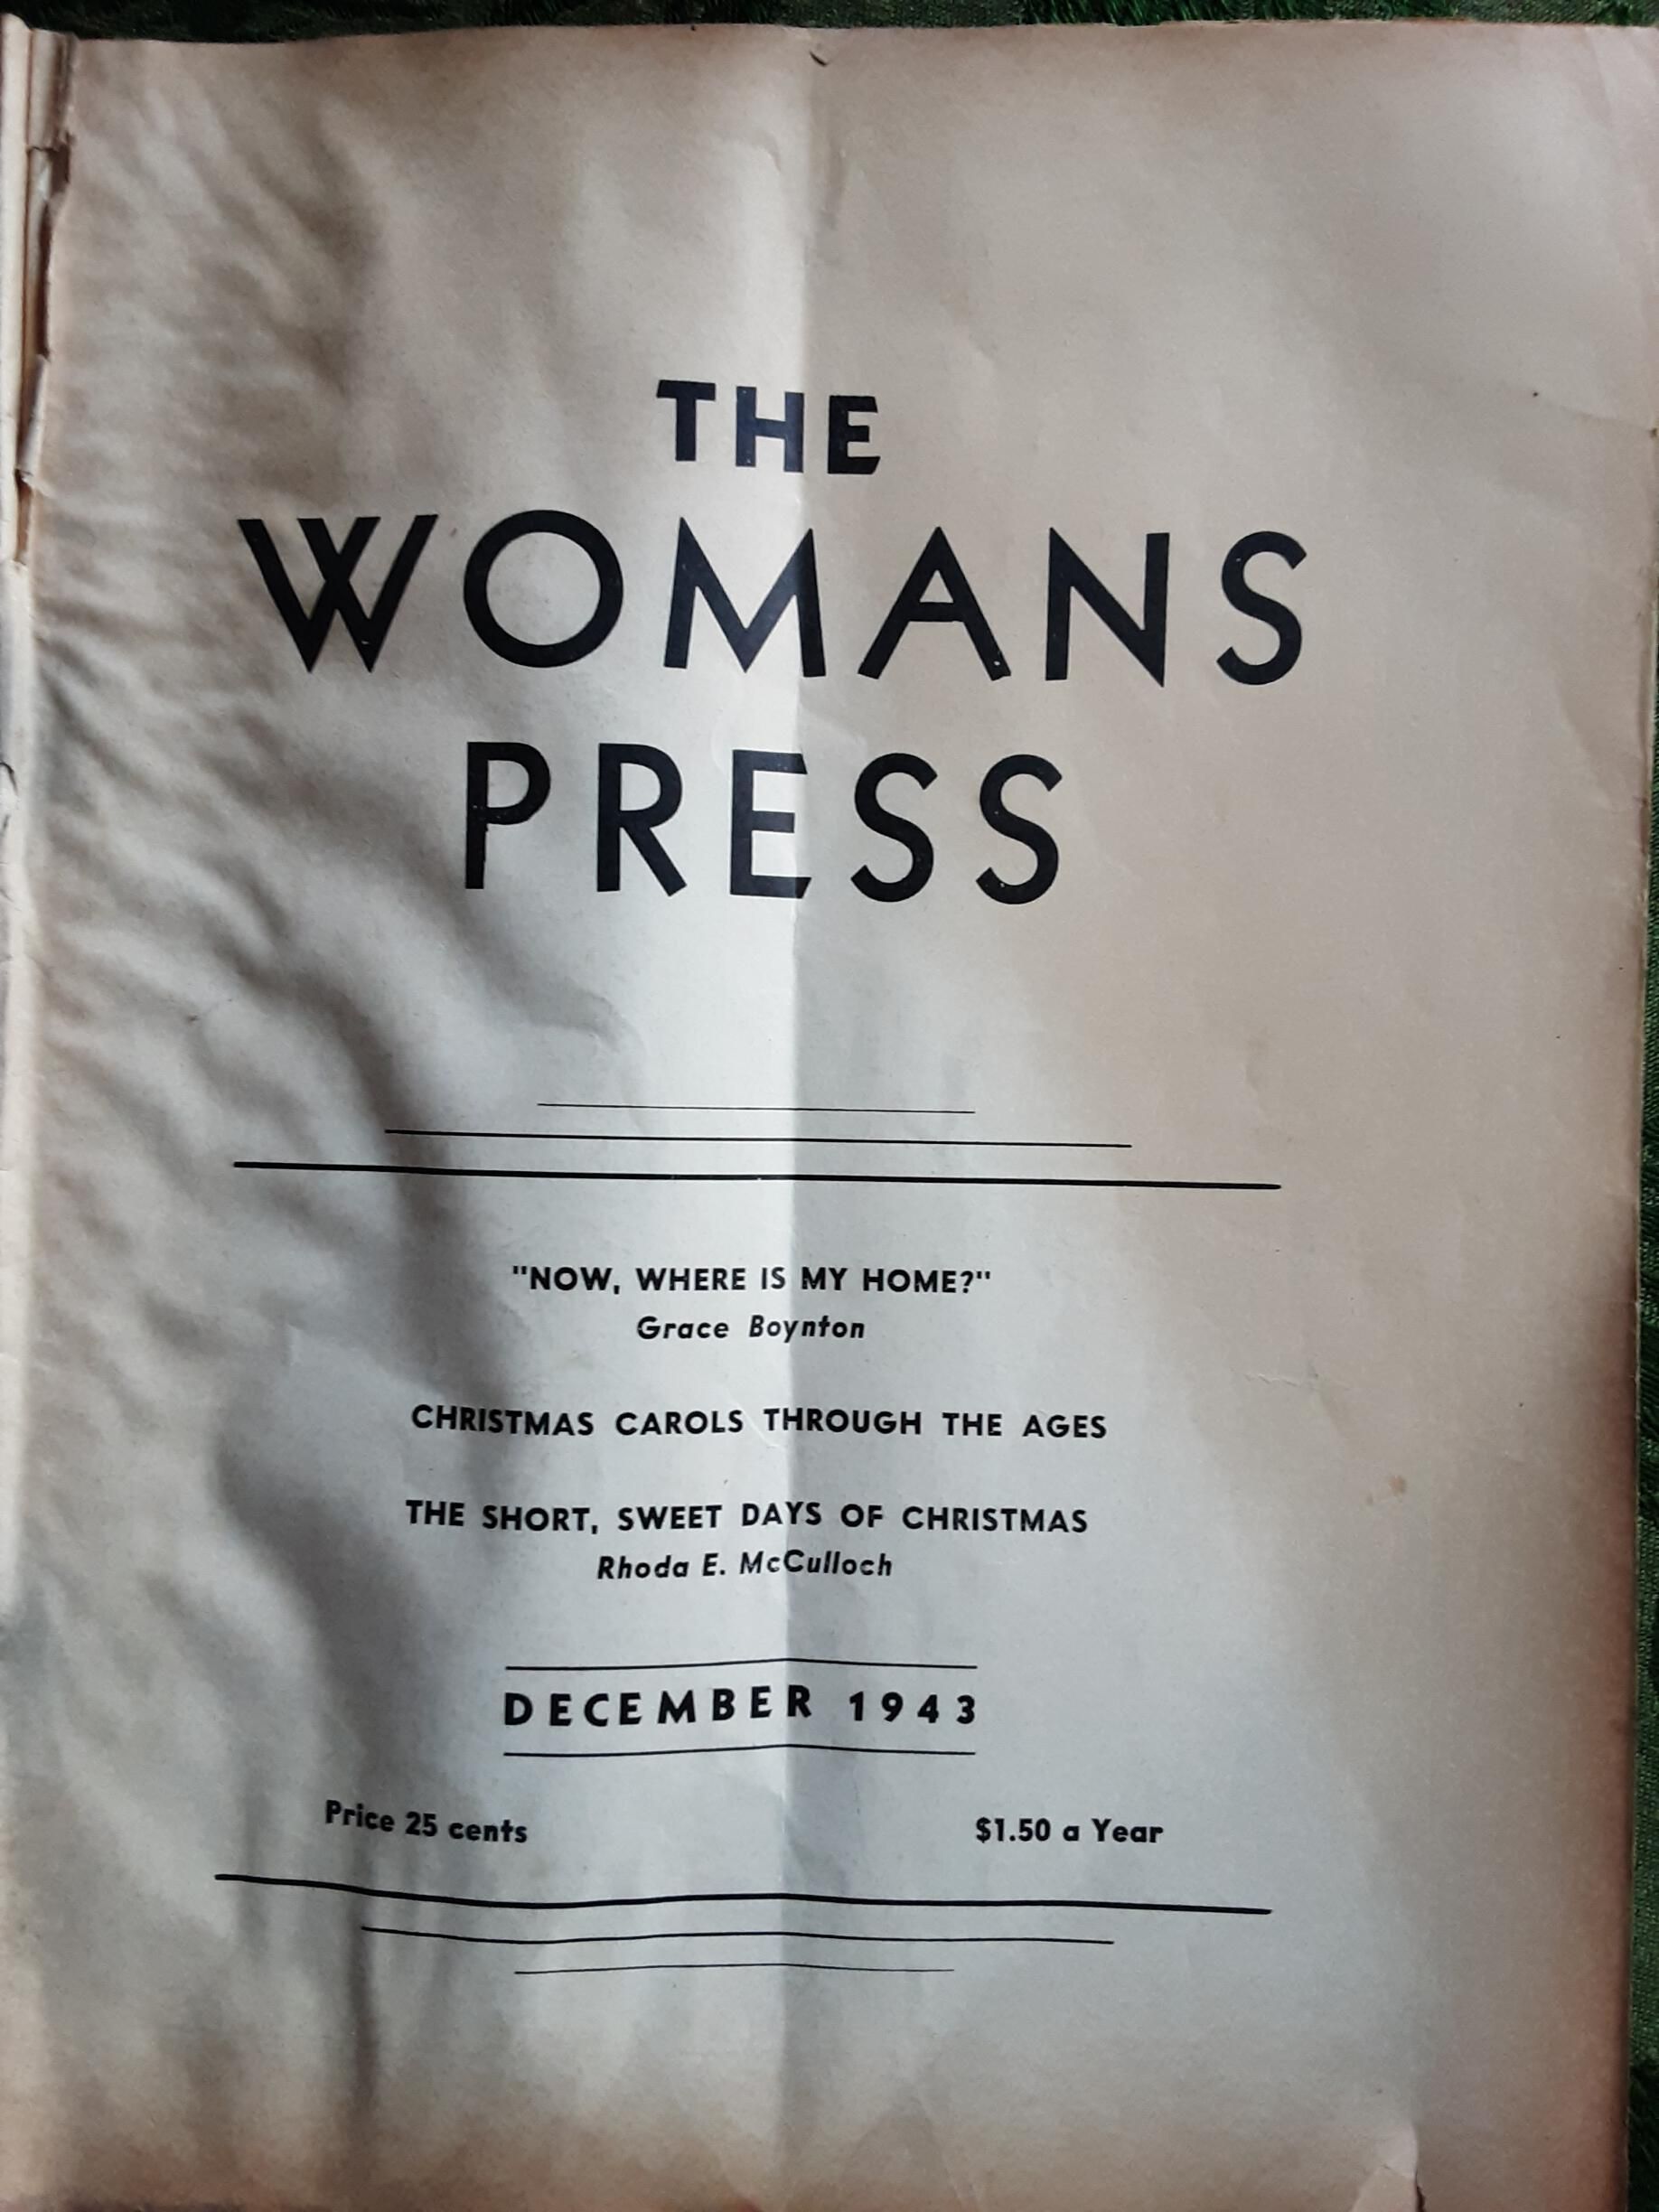 THE
WOMANS
PRESS
"NOW, WHERE IS MY HOME?"
Grace Boynton
CHRISTMAS CAROLS THROUGH THE AGES
THE SHORT, SWEET DAYS OF CHRISTMAS
Rhoda E. McCulloch
DECEMBER 1943
Price 25 cents $1.50 a Year